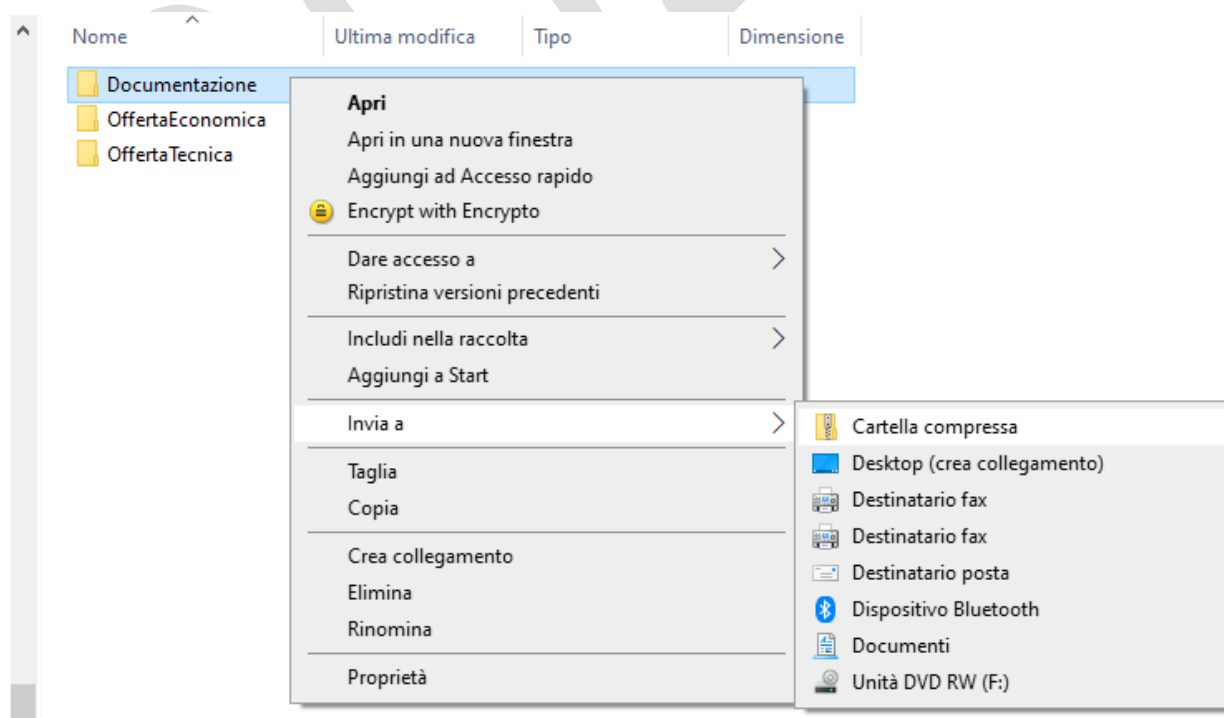 Nome Ultima modifica Tipo Dimensione
Documentazione
OffertaEconomica
OffertaTecnica
Apri
Apri in una nuova finestra
Aggiungi ad Accesso rapido
Encrypt with Encrypto
Dare accesso a
Ripristina versioni precedenti
Includi nella raccolta
Aggiungi a Start
Invia a
Taglia
Copia
Crea collegamento
Elimina
Rinomina
Proprietà
Cartella compressa
Desktop (crea collegamento)
Destinatario fax
Destinatario fax
Destinatario posta
Dispositivo Bluetooth
Documenti
Unità DVD RW (F:)